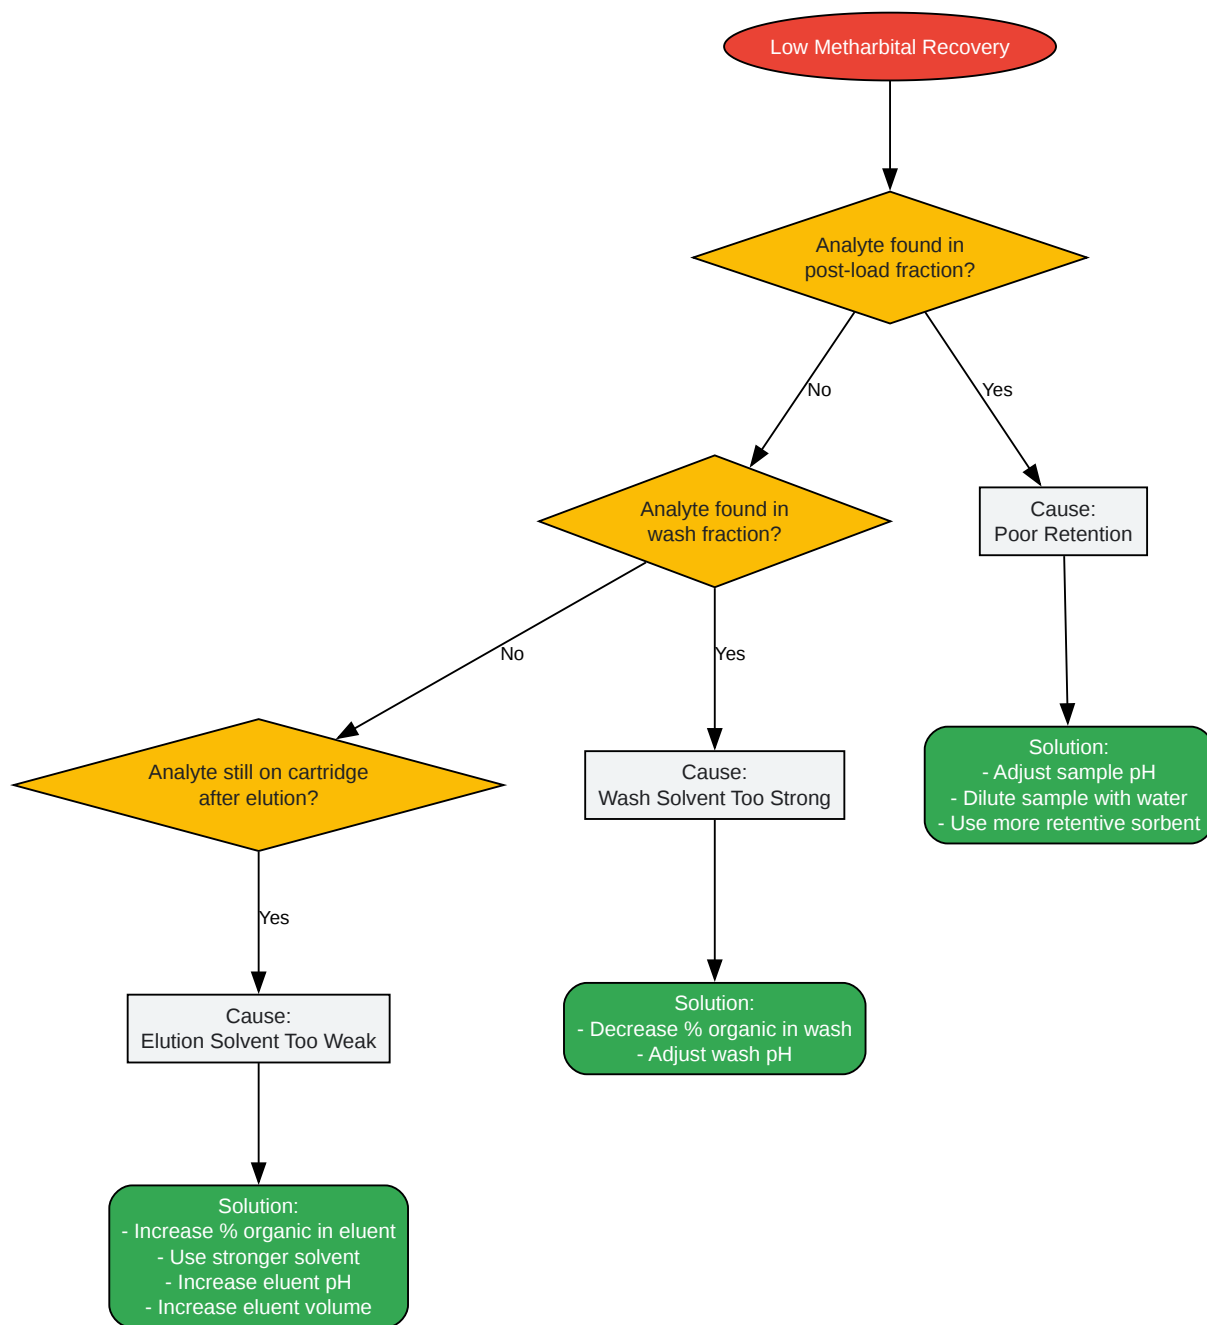 Low Metharbital Recovery
Analyte found in
post-load fraction?
No
Yes
Analyte found in
wash fraction?
Cause:
Poor Retention
No
Yes
Analyte still on cartridge
after elution?
Cause:
Wash Solvent Too Strong
Solution:
- Adjust sample pH
- Dilute sample with water
- Use more retentive sorbent
Yes
Cause:
Elution Solvent Too Weak
Solution:
- Decrease % organic in wash
- Adjust wash pH
Solution:
- Increase % organic in eluent
- Use stronger solvent
- Increase eluent pH
- Increase eluent volume